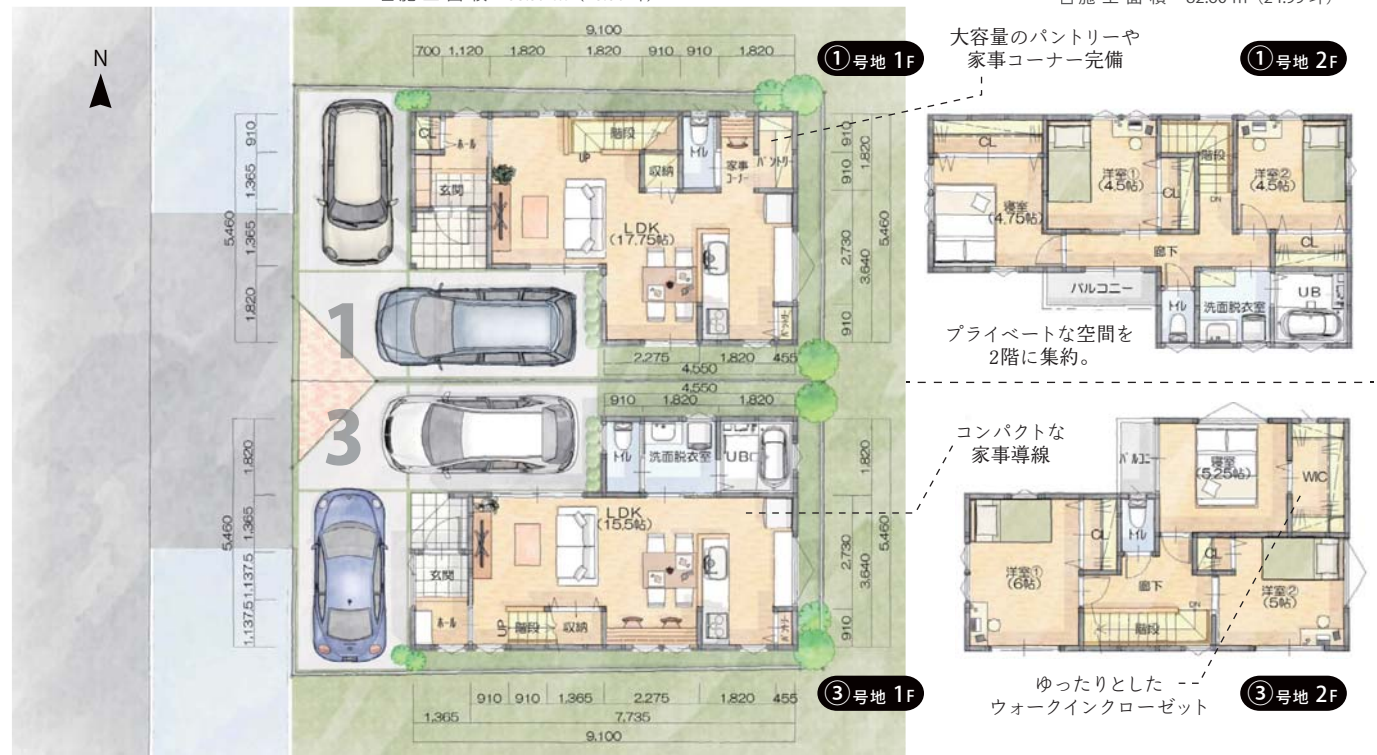 N
9,100
700 1,120 1,820 1,820 910 910 1,820
①号地 1F
大容量のパントリーや
家事コーナー完備
①号地 2F
910
1,365
1,365
1,820
5,460
CL
ホール
玄関
階段
UP
収納
トイレ
家事
コーナー
パントリー
LDK
(17.75帖)
パントリー
910
910
1,820
2,730
3,640
910
5,460
2,275 1,820 455
4,550
1
CL
洋室①
(4.5帖)
CL
階段
DN
洋室②
(4.5帖)
寝室
(4.75帖)
廊下
CL
バルコニー
トイレ
洗面脱衣室
UB
プライベートな空間を
2階に集約。
4,550
910 1,820 1,820
3
1,820
1,365
1,137.5
1,137.5
5,460
トイレ
洗面脱衣室
UB
LDK
(15.5帖)
玄関
ホール
UP
階段
収納
パントリー
1,820
2,730
3,640
910
5,460
コンパクトな
家事導線
寝室
(5.25帖)
WIC
CL
トイレ
CL
洋室①
(6帖)
廊下
DN
洋室②
(5帖)
階段
ゆったりとした
ウォークインクローゼット
③号地 1F
③号地 2F
910 910 1,365 2,275 1,820 455
1,365 7,735
9,100